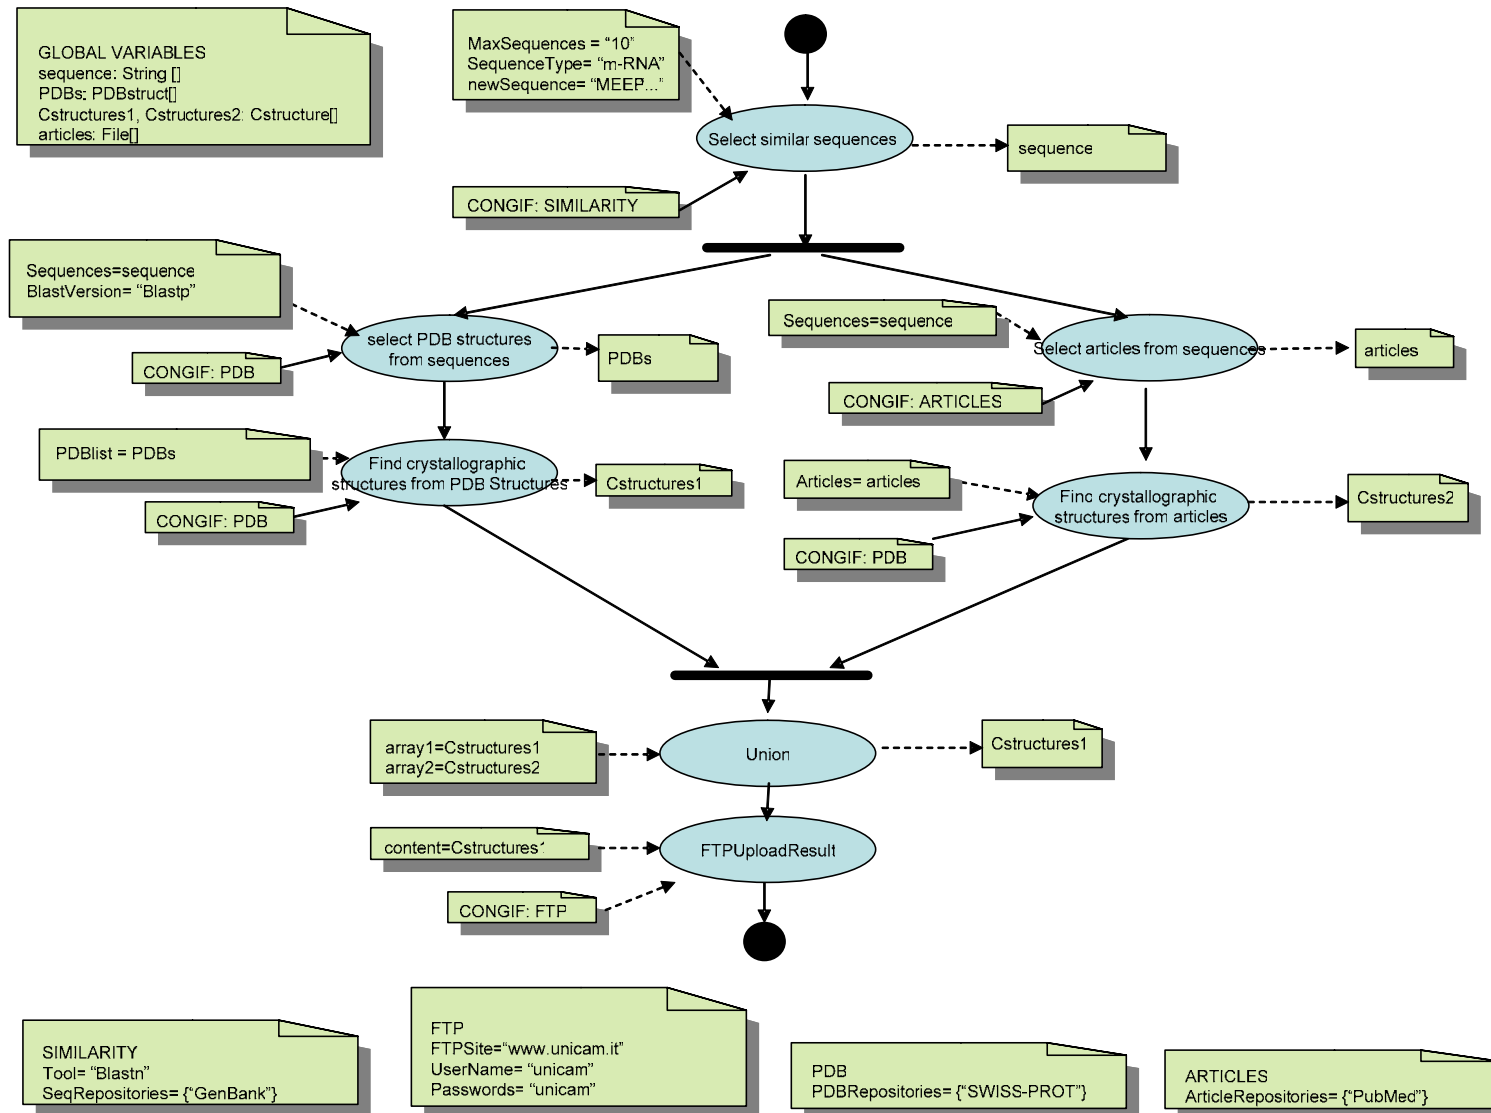 GLOBAL VARIABLES
sequence: String []
PDBs: PDBstruct[]
Cstructures1, Cstructures2: Cstructure[]
articles: File[]
MaxSequences = “10”
SequenceType= “m-RNA”
newSequence= “MEEP...”
Select similar sequences
sequence
CONGIF: SIMILARITY
Sequences=sequence
BlastVersion= “Blastp”
select PDB structures
from sequences
PDBs
CONGIF: PDB
Sequences=sequence
Select articles from sequences
articles
CONGIF: ARTICLES
PDBlist = PDBs
Find crystallographic
structures from PDB Structures
Cstructures1
CONGIF: PDB
Articles= articles
Find crystallographic
structures from articles
Cstructures2
CONGIF: PDB
array1=Cstructures1
array2=Cstructures2
Union
Cstructures1
content=Cstructures1
FTPUploadResult
CONGIF: FTP
SIMILARITY
Tool= “Blastn”
SeqRepositories= {“GenBank”}
FTP
FTPSite=“www.unicam.it”
UserName= “unicam”
Passwords= “unicam”
PDB
PDBRepositories= {“SWISS-PROT”}
ARTICLES
ArticleRepositories= {“PubMed”}